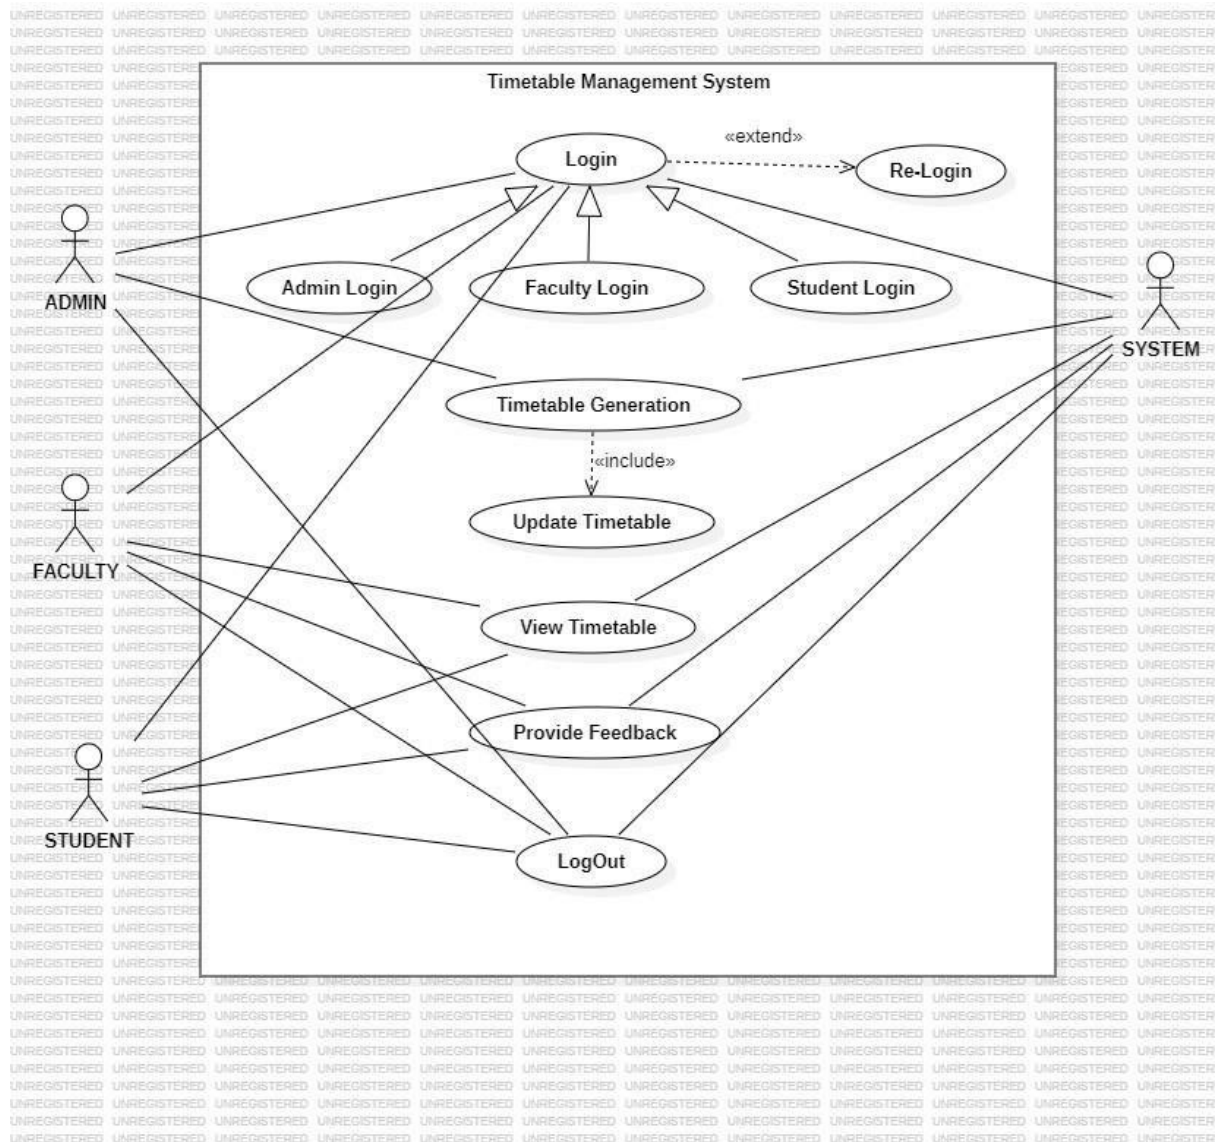 Timetable Management System
Login
«extend»
Re-Login
ADMIN
Admin Login
Faculty Login
Student Login
SYSTEM
Timetable Generation
«include»
Update Timetable
FACULTY
View Timetable
Provide Feedback
STUDENT
LogOut
UNREGISTERED